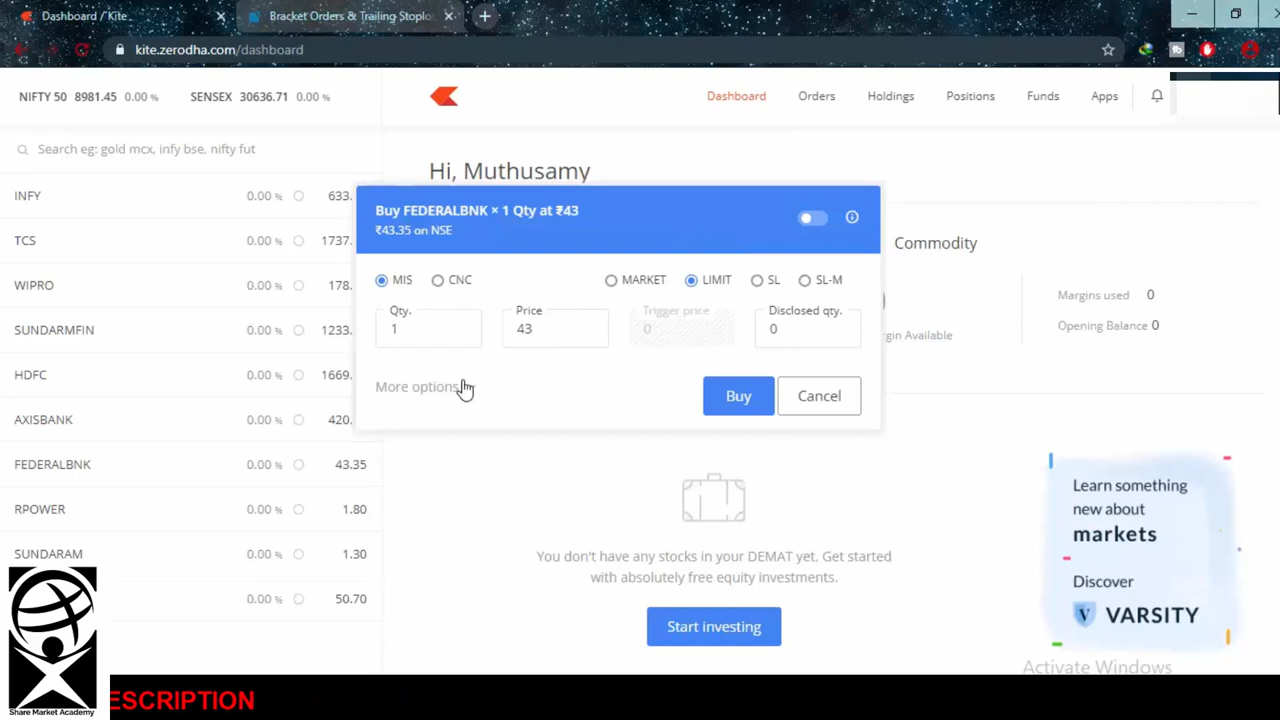 Dashboard / Kite
Bracket Orders & Trailing Stoplo
kite.zerodha.com/dashboard
NIFTY 50 8981.45 0.00 %
SENSEX 30636.71 0.00 %
Dashboard
Orders
Holdings
Positions
Funds
Apps
Search eg: gold mcx, infy bse, nifty fut
INFY 0.00 % 633.
TCS 0.00 % 1737.
WIPRO 0.00 % 178.
SUNDARMFIN 0.00 % 1233.
HDFC 0.00 % 1669.
AXISBANK 0.00 % 420.
FEDERALBNK 0.00 % 43.35
RPOWER 0.00 % 1.80
SUNDARAM 0.00 % 1.30
0.00 % 50.70
Hi, Muthusamy
Buy FEDERALBNK × 1 Qty at ₹43
₹43.35 on NSE
MIS CNC MARKET LIMIT SL SL-M
Qty. Price Trigger price Disclosed qty.
1 43 0 0
More options
Buy Cancel
Commodity
Margins used 0
Opening Balance 0
gin Available
You don't have any stocks in your DEMAT yet. Get started
with absolutely free equity investments.
Start investing
Learn something
new about
markets
Discover
VARSITY
Activate Windows
Share Market Academy
ESCRIPTION